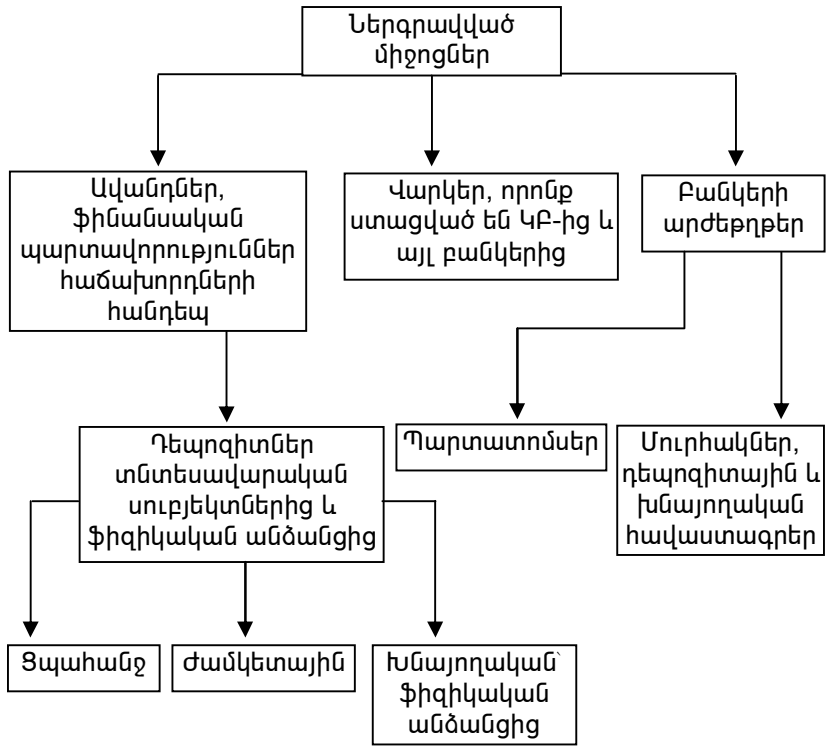 Ներգրավված
միջոցներ
Ավանդներ,
ֆինանսական
պարտավորություններ
հաճախորդների
հանդեպ
Վարկեր, որոնք
ստացված են ԿԲ-ից և
այլ բանկերից
Բանկերի
արժեթղթեր
Դեպոզիտներ
տնտեսավարական
սուբյեկտներից և
ֆիզիկական անձանցից
Պարտատոմսեր
Մուրհակներ,
դեպոզիտային և
խնայողական
հավաստագրեր
Ցպահանջ
Ժամկետային
Խնայողական՝
ֆիզիկական
անձանցից